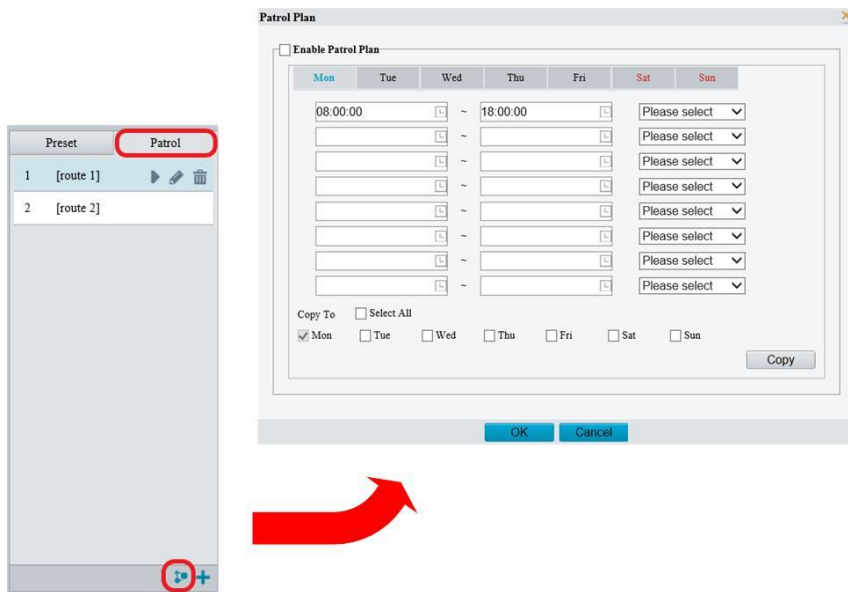 Patrol Plan
Enable Patrol Plan
Mon Tue Wed Thu Fri Sat Sun
08:00:00 ~ 18:00:00 Please select
~ Please select
~ Please select
~ Please select
~ Please select
~ Please select
~ Please select
~ Please select
Copy To Select All
Mon Tue Wed Thu Fri Sat Sun
Copy
OK Cancel
Preset Patrol
1 [route 1]
2 [route 2]